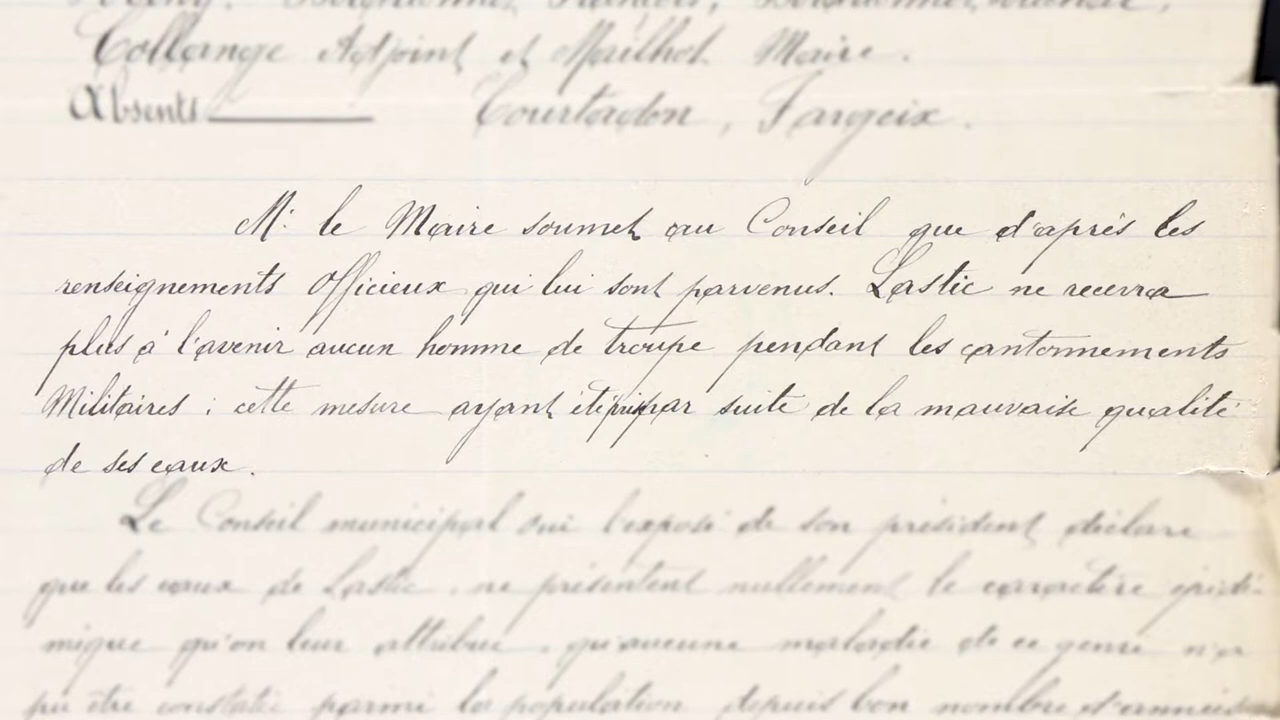 Collange Adjoint et Mailhot Maire.
Absents Courtadon, Fargeix.
M. le Maire soumet au Conseil que d'après les
renseignements Officieux qui lui sont parvenus. Lastic ne recevra
plus à l'avenir aucun homme de troupe pendant les cantonnements
Militaires ; cette mesure ayant été prise par suite de la mauvaise qualité
de ses eaux.
Le Conseil municipal oui l'exposé de son président déclare
que les eaux de Lastic, ne présentent nullement le caractère épidé-
mique qu'on leur attribue, qu'aucune maladie de ce genre n'a
pu être constatée parmi la population depuis bon nombre d'années